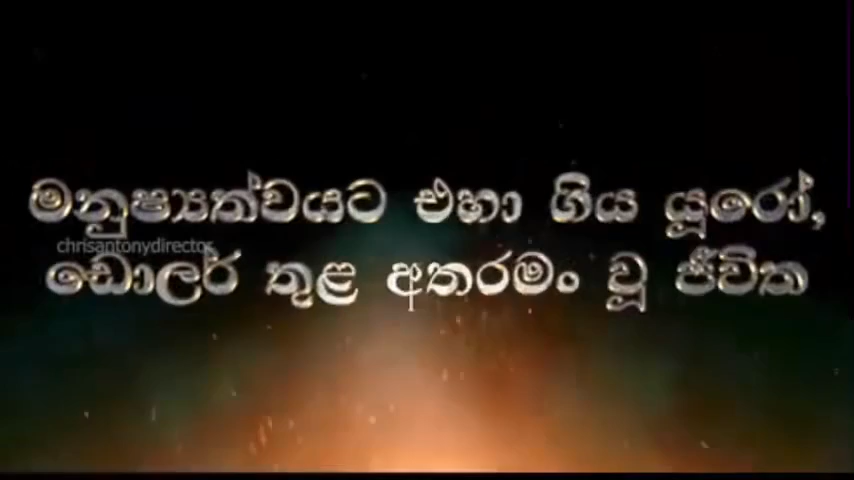 මනුෂ්‍යත්වයට එහා ගිය යූරෝ,
chrisantonydirector
ඩොලර් තුළ අතරමං වූ ජීවිත